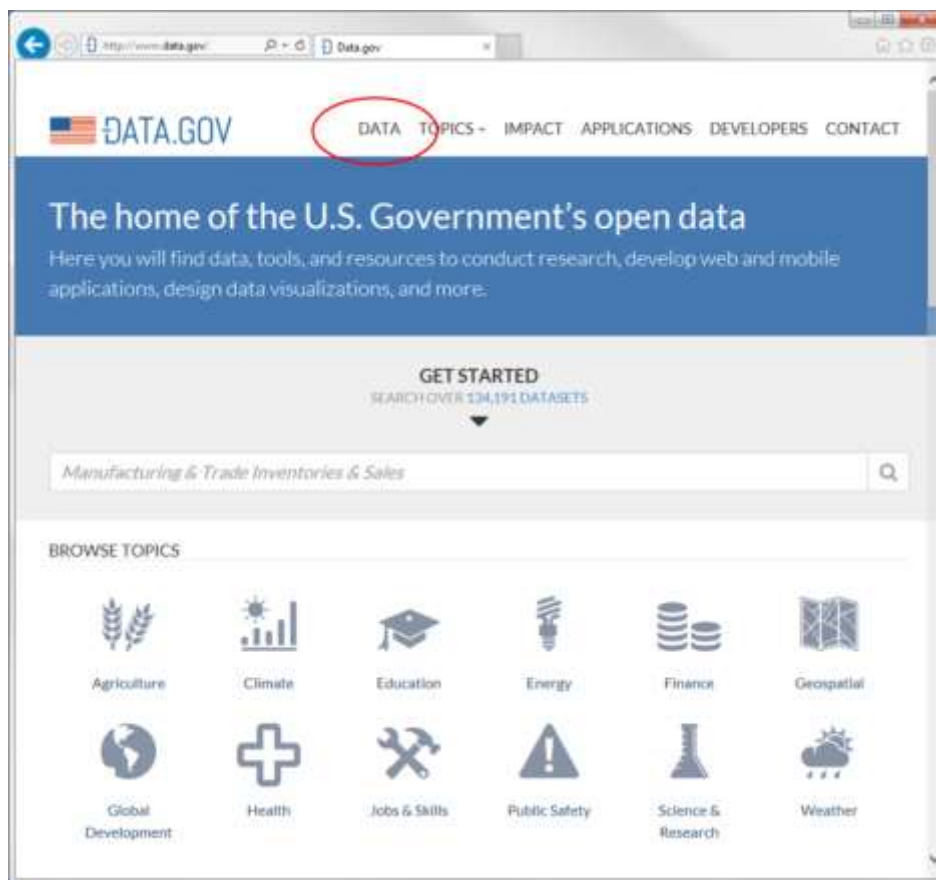 http://www.data.gov/
Data.gov
DATA.GOV
DATA TOPICS IMPACT APPLICATIONS DEVELOPERS CONTACT
The home of the U.S. Government's open data
Here you will find data, tools, and resources to conduct research, develop web and mobile
applications, design data visualizations, and more.
GET STARTED
SEARCH OVER 134,191 DATASETS
Manufacturing & Trade Inventories & Sales
BROWSE TOPICS
Agriculture Climate Education Energy Finance Geospatial
Global Health Jobs & Skills Public Safety Science & Weather
Development Research